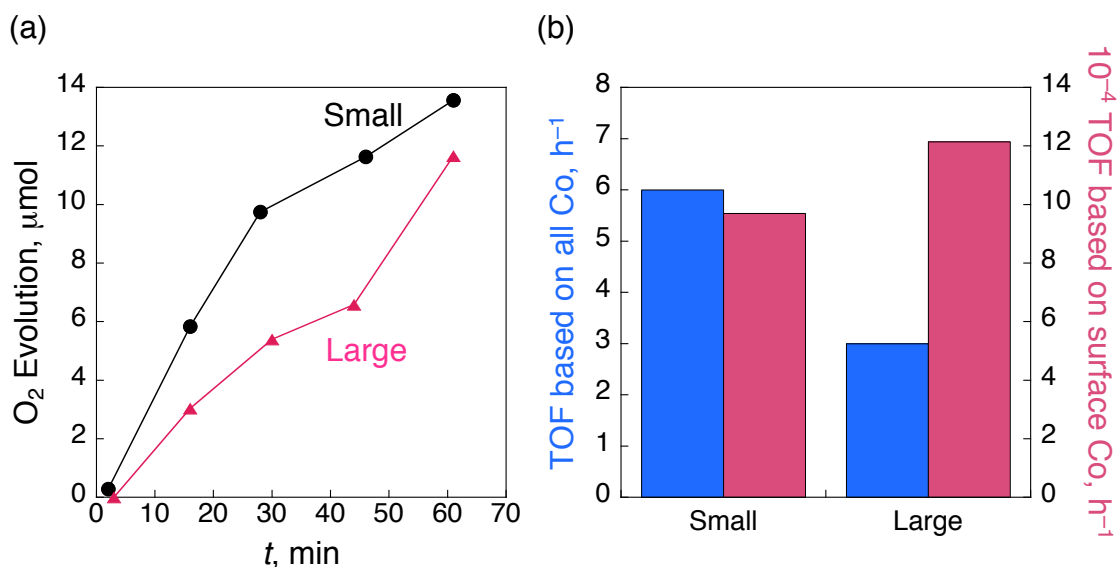 (a)
O₂ Evolution, μmol
14
12
10
8
6
4
2
0
0 10 20 30 40 50 60 70
t, min
Small
Large
(b)
TOF based on all Co, h⁻¹
8
7
6
5
4
3
2
1
0
Small Large
14
12
10
8
6
4
2
0
10⁻⁴ TOF based on surface Co, h⁻¹